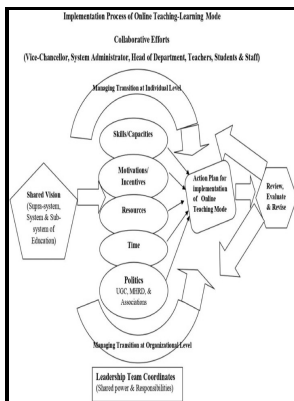 Implementation Process of Online Teaching-Learning Mode
Collaborative Efforts
(Vice-Chancellor, System Administrator, Head of Department, Teachers, Students & Staff)
Managing Transition at Individual Level
Skills/Capacities
Motivations/
Incentives
Resources
Time
Politics
UGC, MHRD, &
Associations
Shared Vision
(Supra-system,
System & Sub-
system of
Education)
Action Plan for
implementation
of Online
Teaching Mode
Review,
Evaluate
& Revise
Managing Transition at Organizational Level
Leadership Team Coordinates
(Shared power & Responsibilities)